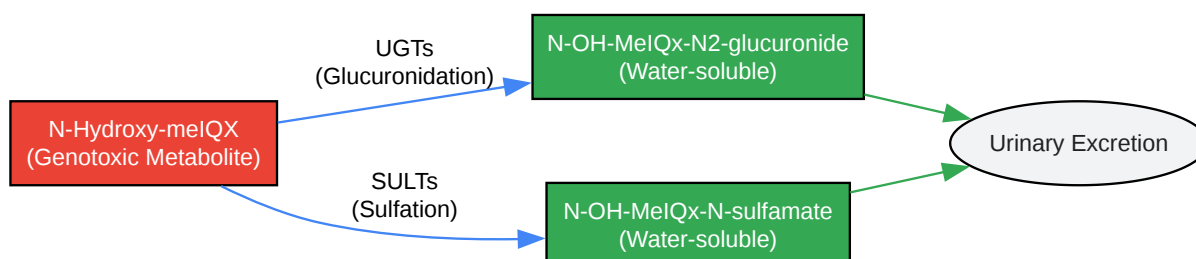 N-Hydroxy-meIQX
(Genotoxic Metabolite)
UGTs
(Glucuronidation)
SULTs
(Sulfation)
N-OH-MeIQx-N2-glucuronide
(Water-soluble)
N-OH-MeIQx-N-sulfamate
(Water-soluble)
Urinary Excretion